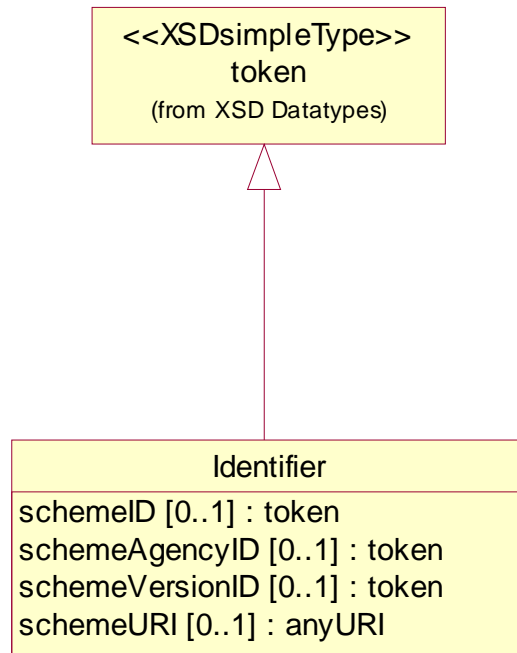 <<XSDsimpleType>>
token
(from XSD Datatypes)
Identifier
schemeID [0..1] : token
schemeAgencyID [0..1] : token
schemeVersionID [0..1] : token
schemeURI [0..1] : anyURI